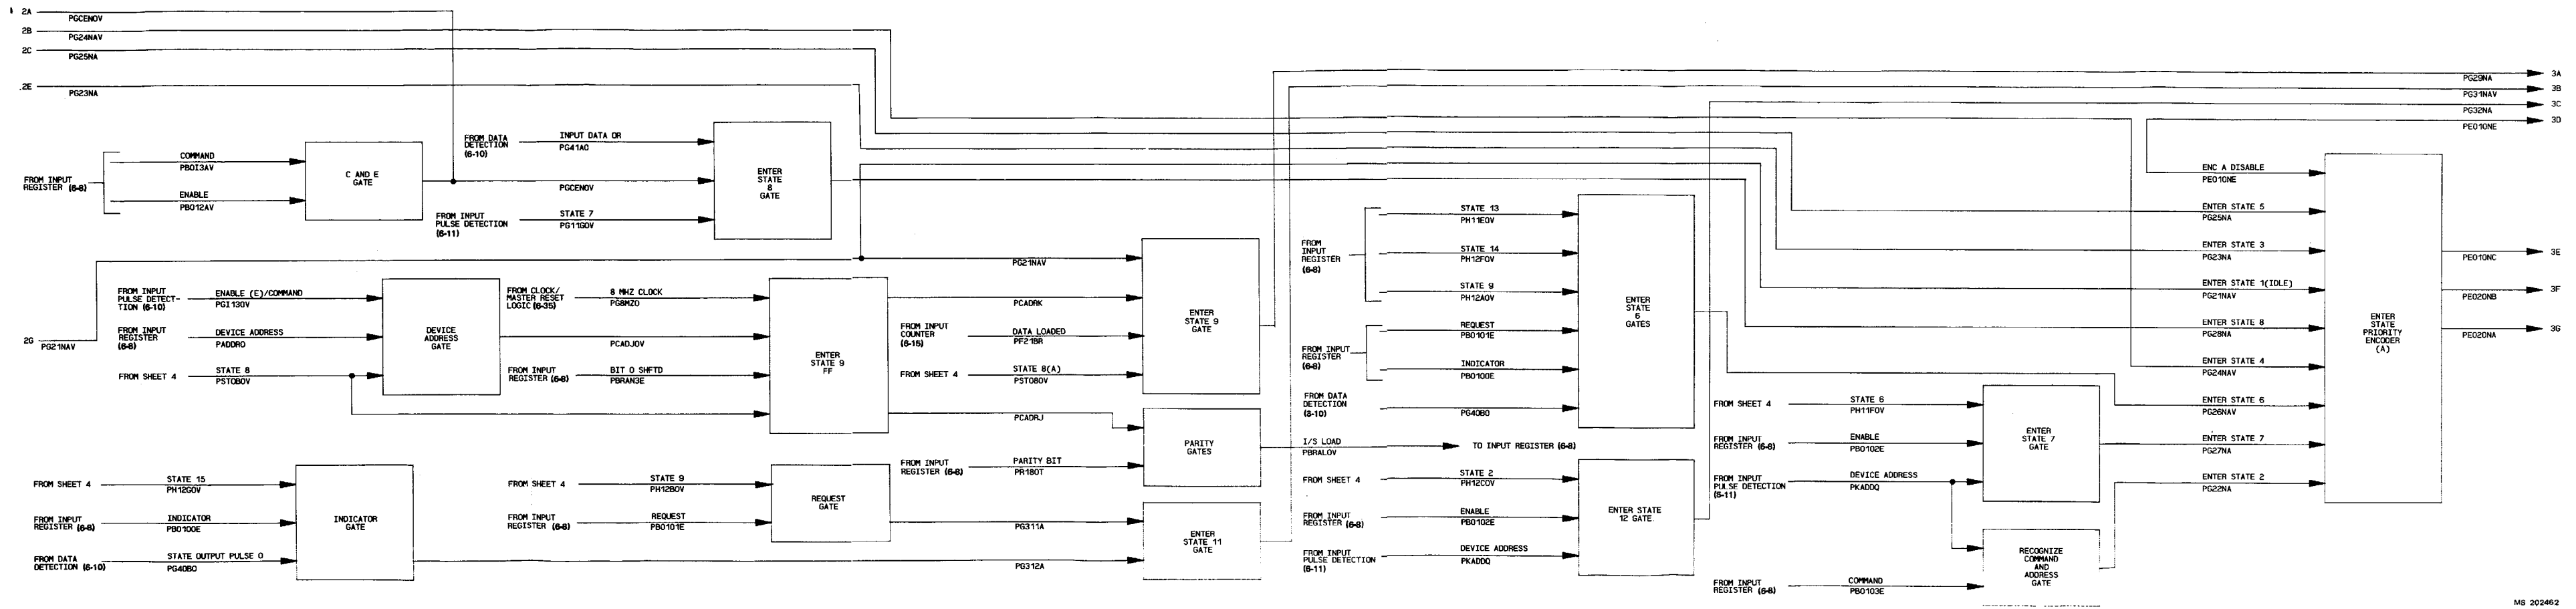 2A
PGCENOV
2B
PG24NAV
2C
PG25NA
2E
PG23NA
PG29NA
3A
PG31NAV
3B
PG32NA
3C
PE010NE
3D
FROM INPUT
REGISTER (6-8)
COMMAND
PB0I3AV
ENABLE
PB012AV
C AND E
GATE
FROM DATA
DETECTION
(6-10)
INPUT DATA OR
PG41A0
PGCENOV
FROM INPUT
PULSE DETECTION
(6-11)
STATE 7
PG11GOV
ENTER
STATE
8
GATE
2G
PG21NAV
PG21NAV
FROM INPUT
PULSE DETECT-
TION (6-10)
ENABLE (E)/COMMAND
PGI130V
FROM INPUT
REGISTER
(6-8)
DEVICE ADDRESS
PADDRO
FROM SHEET 4
STATE 8
PST080V
DEVICE
ADDRESS
GATE
FROM CLOCK/
MASTER RESET
LOGIC (6-35)
8 MHZ CLOCK
PG8MZO
PCADJOV
FROM INPUT
REGISTER (6-8)
BIT 0 SHFTD
PBRAN3E
ENTER
STATE 9
FF
PCADRK
FROM INPUT
COUNTER
(6-15)
DATA LOADED
PF21BR
FROM SHEET 4
STATE 8(A)
PST080V
PCADRJ
ENTER
STATE 9
GATE
FROM INPUT
REGISTER (6-8)
PARITY BIT
PR180T
PARITY
GATES
I/S LOAD
PBRALOV
TO INPUT REGISTER (6-8)
FROM SHEET 4
STATE 15
PH12GOV
FROM INPUT
REGISTER (6-8)
INDICATOR
PB0100E
FROM DATA
DETECTION (6-10)
STATE OUTPUT PULSE 0
PG40B0
INDICATOR
GATE
FROM SHEET 4
STATE 9
PH12BOV
FROM INPUT
REGISTER (6-8)
REQUEST
PB0101E
REQUEST
GATE
PG311A
PG312A
ENTER
STATE 11
GATE
FROM
INPUT
REGISTER
(6-8)
STATE 13
PH11EOV
STATE 14
PH12FOV
STATE 9
PH12AOV
FROM INPUT
REGISTER
(6-8)
REQUEST
PB0101E
INDICATOR
PB0100E
FROM DATA
DETECTION
(6-10)
PG40B0
ENTER
STATE
6
GATES
FROM SHEET 4
STATE 2
PH12COV
FROM INPUT
REGISTER (6-8)
ENABLE
PB0102E
FROM INPUT
PULSE DETECTION
(6-11)
DEVICE ADDRESS
PKADDQ
ENTER STATE
12 GATE
FROM SHEET 4
STATE 6
PH11FOV
FROM INPUT
REGISTER (6-8)
ENABLE
PB0102E
FROM INPUT
PULSE DETECTION
(6-11)
DEVICE ADDRESS
PKADDQ
FROM INPUT
REGISTER (6-8)
COMMAND
PB0103E
ENTER
STATE 7
GATE
RECOGNIZE
COMMAND
AND
ADDRESS
GATE
ENC A DISABLE
PE010NE
ENTER STATE 5
PG25NA
ENTER STATE 3
PG23NA
ENTER STATE 1(IDLE)
PG21NAV
ENTER STATE 8
PG28NA
ENTER STATE 4
PG24NAV
ENTER STATE 6
PG26NAV
ENTER STATE 7
PG27NA
ENTER STATE 2
PG22NA
ENTER
STATE
PRIORITY
ENCODER
(A)
PE010NC
3E
PE020NB
3F
PE020NA
3G
MS 202462